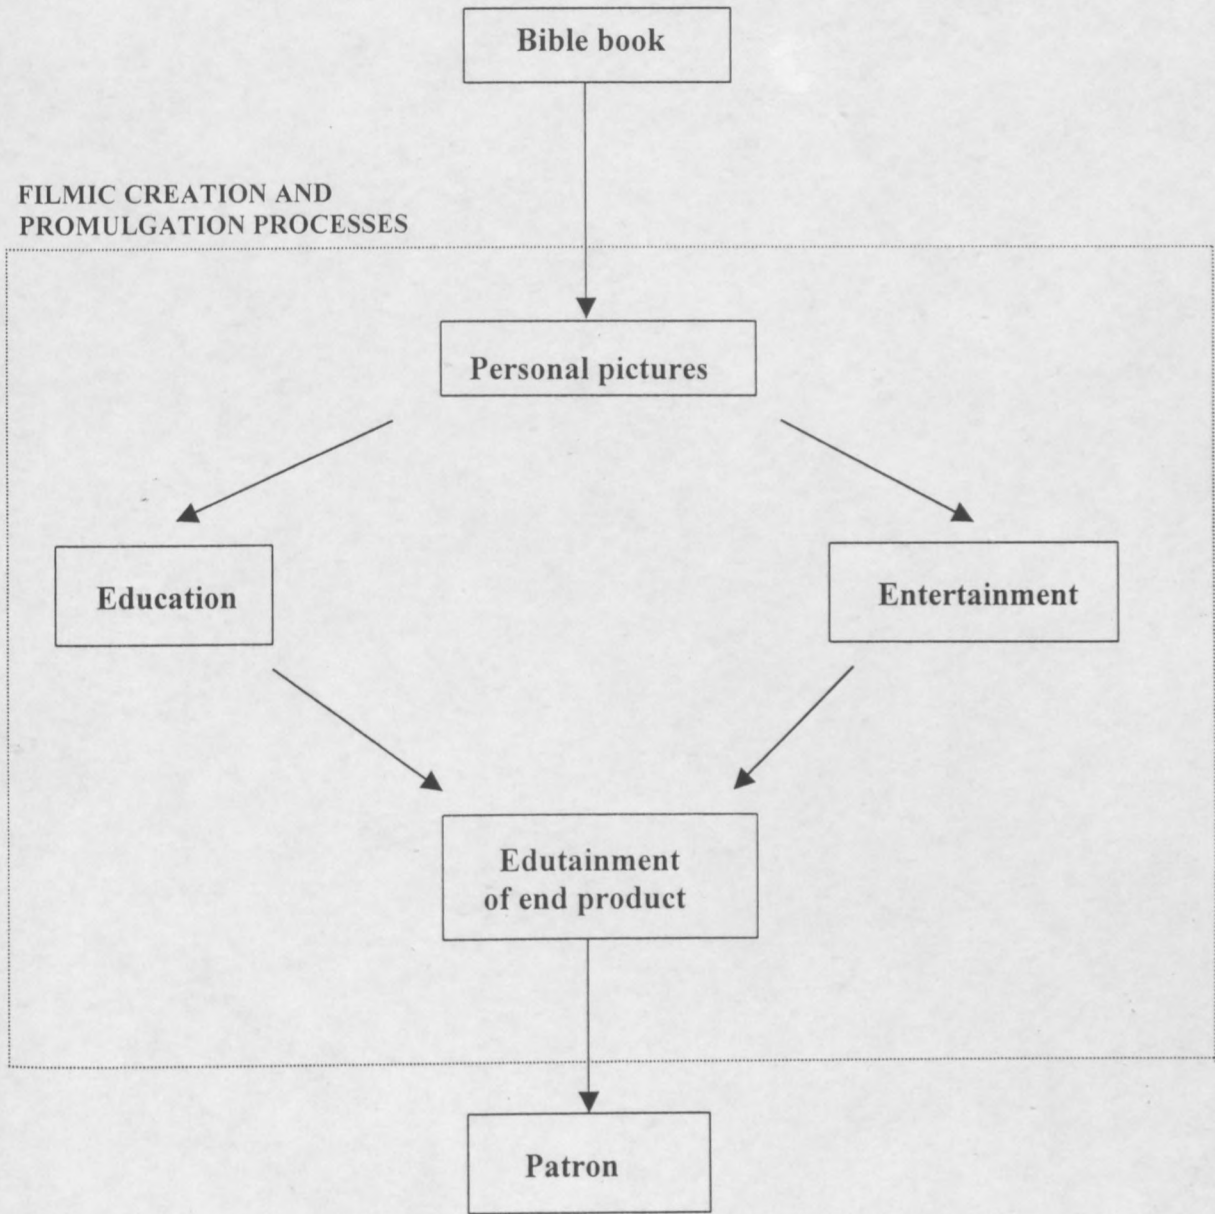 Bible book
FILMIC CREATION AND
PROMULGATION PROCESSES
Personal pictures
Education
Entertainment
Edutainment
of end product
Patron